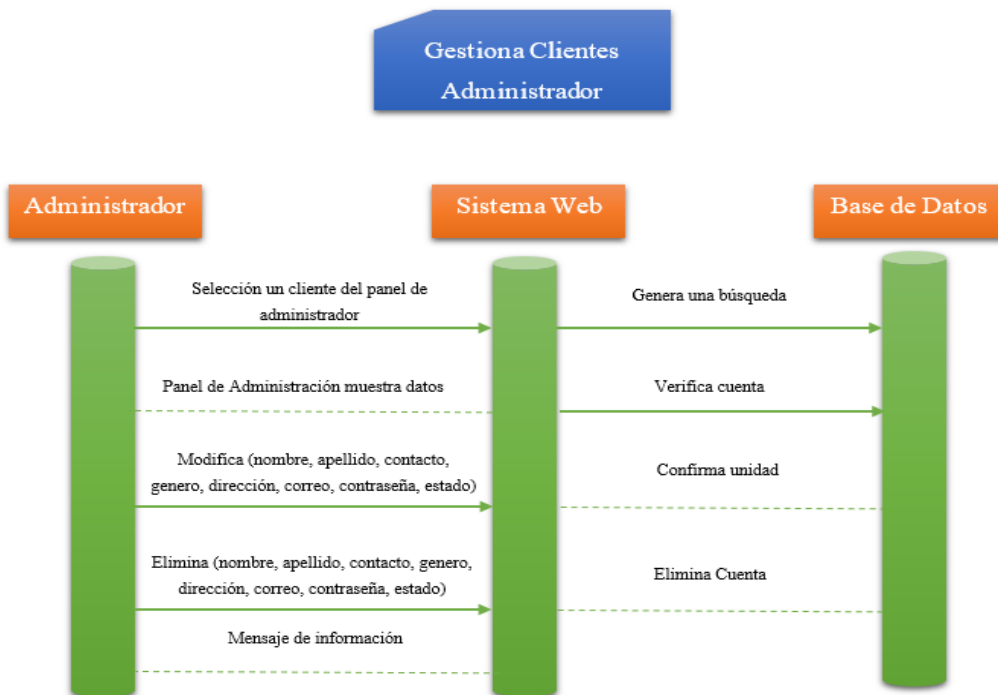 Gestiona Clientes
Administrador
Administrador
Sistema Web
Base de Datos
Selección un cliente del panel de
administrador
Genera una búsqueda
Panel de Administración muestra datos
Verifica cuenta
Modifica (nombre, apellido, contacto,
genero, dirección, correo, contraseña, estado)
Confirma unidad
Elimina (nombre, apellido, contacto, genero,
dirección, correo, contraseña, estado)
Elimina Cuenta
Mensaje de información